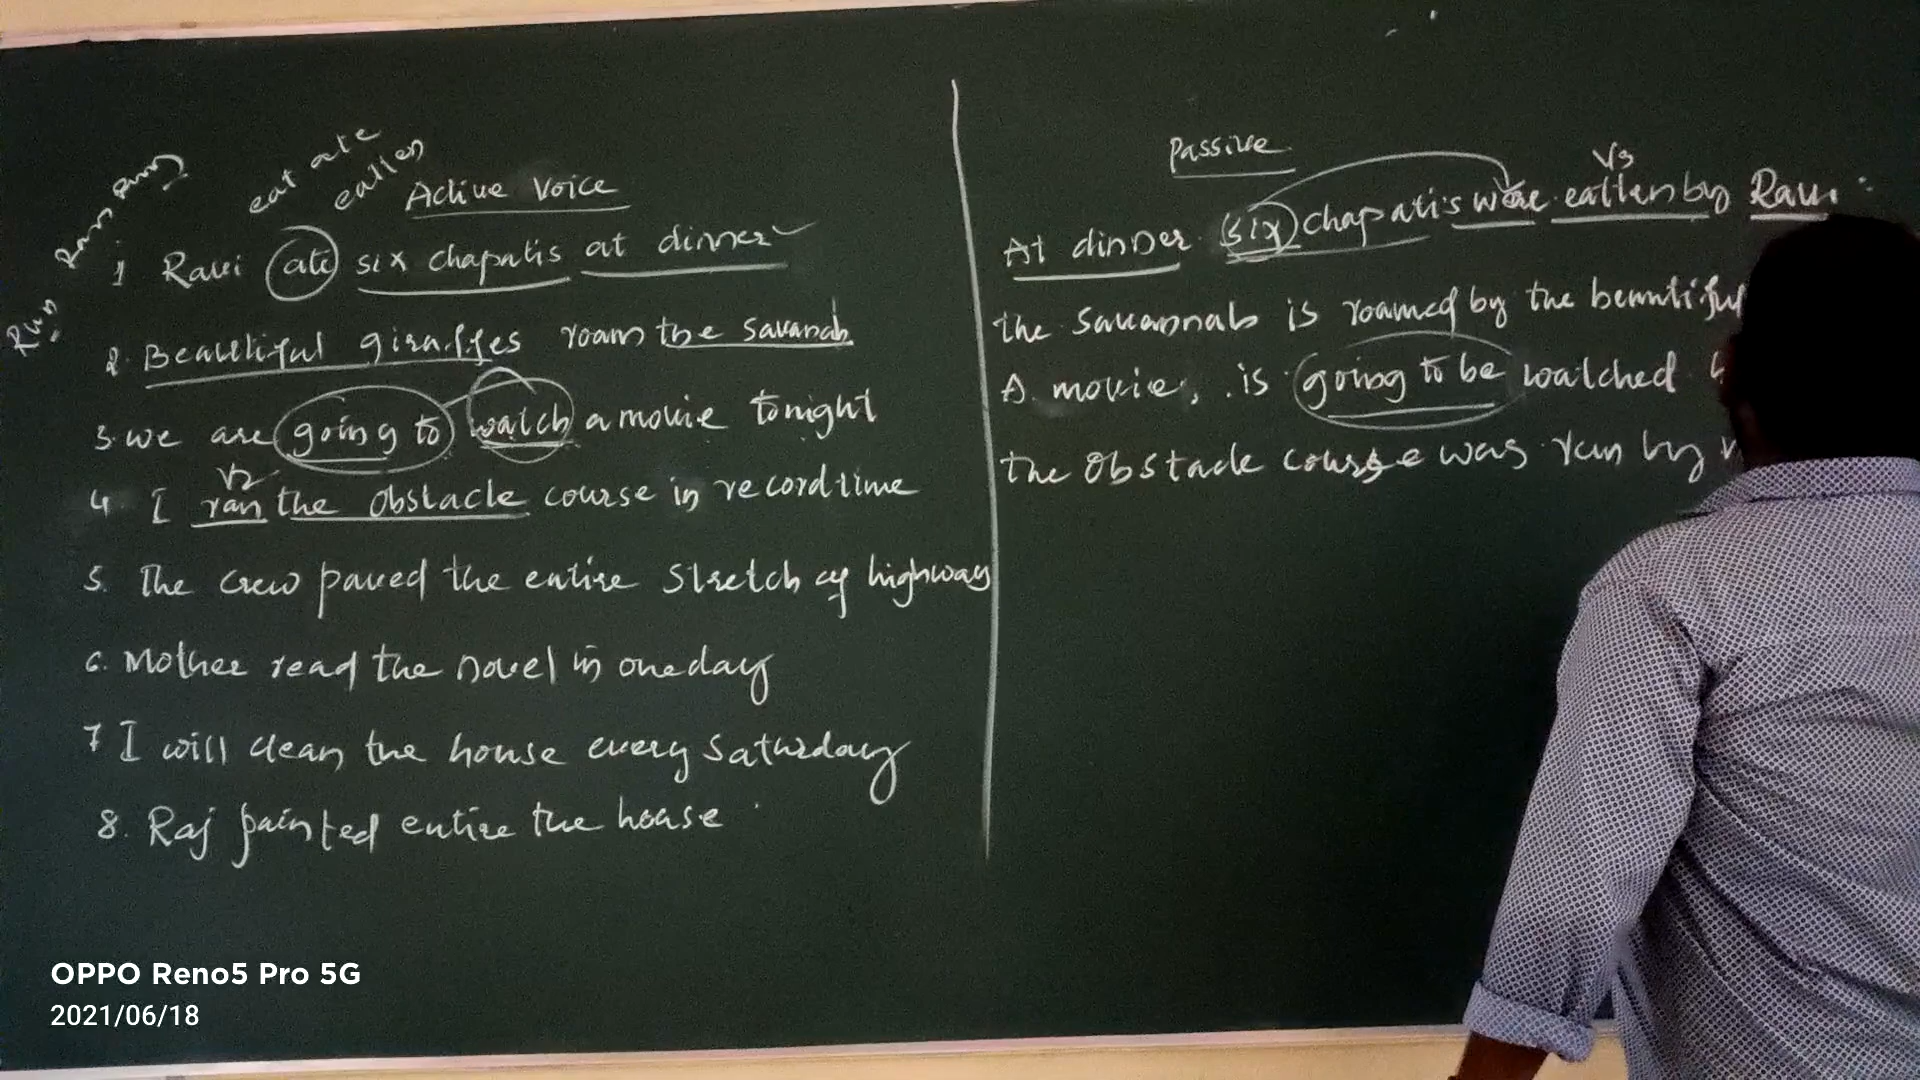 eat ate
eallen
Run Ran Run
Active Voice
1 Ravi ate six chapatis at dinner
2. Beautiful giraffes roam the savanah
3. we are going to watch a movie tonight
V2
4 I ran the obstacle course in record time
5. The crew paved the entire stretch of highway
6. Mother read the novel in one day
7 I will clean the house every Saturday
8. Raj painted entire the house
Passive
V3
At dinner six chapatis were eallen by Ravi
the savannah is roamed by the beautiful
A movie, is going to be watched
the Obstacle course was run by
OPPO Reno5 Pro 5G
2021/06/18